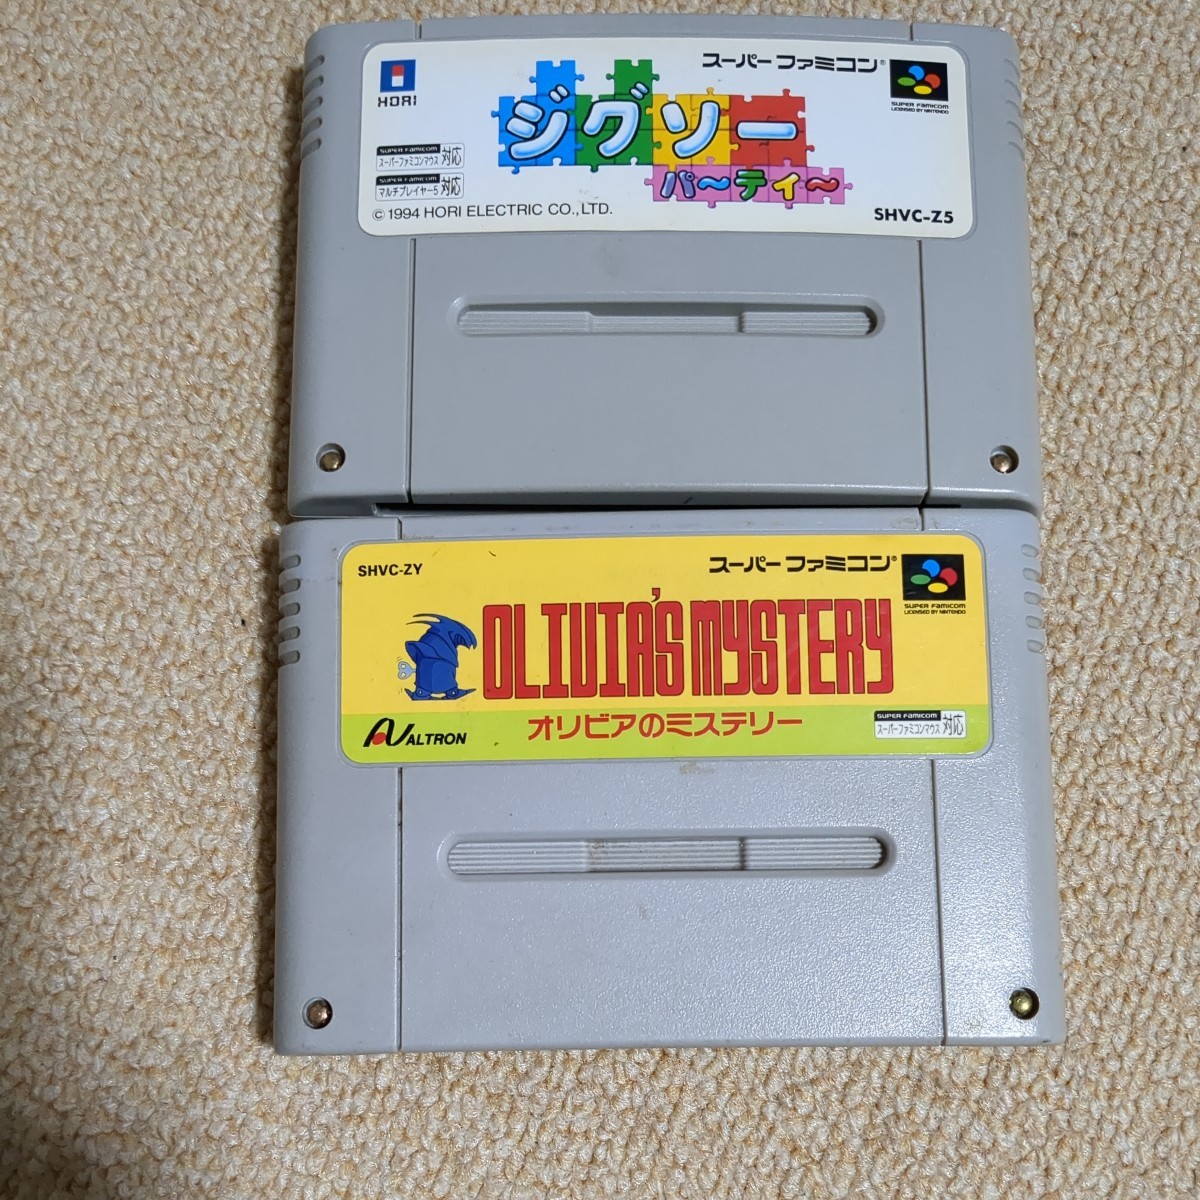 HORI
スーパーファミコン®
SUPER FAMICOM
LICENSED BY NINTENDO
ジグソー
パ〜ティ〜
SUPER FAMICOM
スーパーファミコンマウス 対応
SUPER FAMICOM
マルチプレイヤー5 対応
© 1994 HORI ELECTRIC CO., LTD.
SHVC-Z5
SHVC-ZY
スーパーファミコン®
SUPER FAMICOM
LICENSED BY NINTENDO
OLIVIA'S MYSTERY
オリビアのミステリー
ALTRON
SUPER FAMICOM
スーパーファミコンマウス 対応